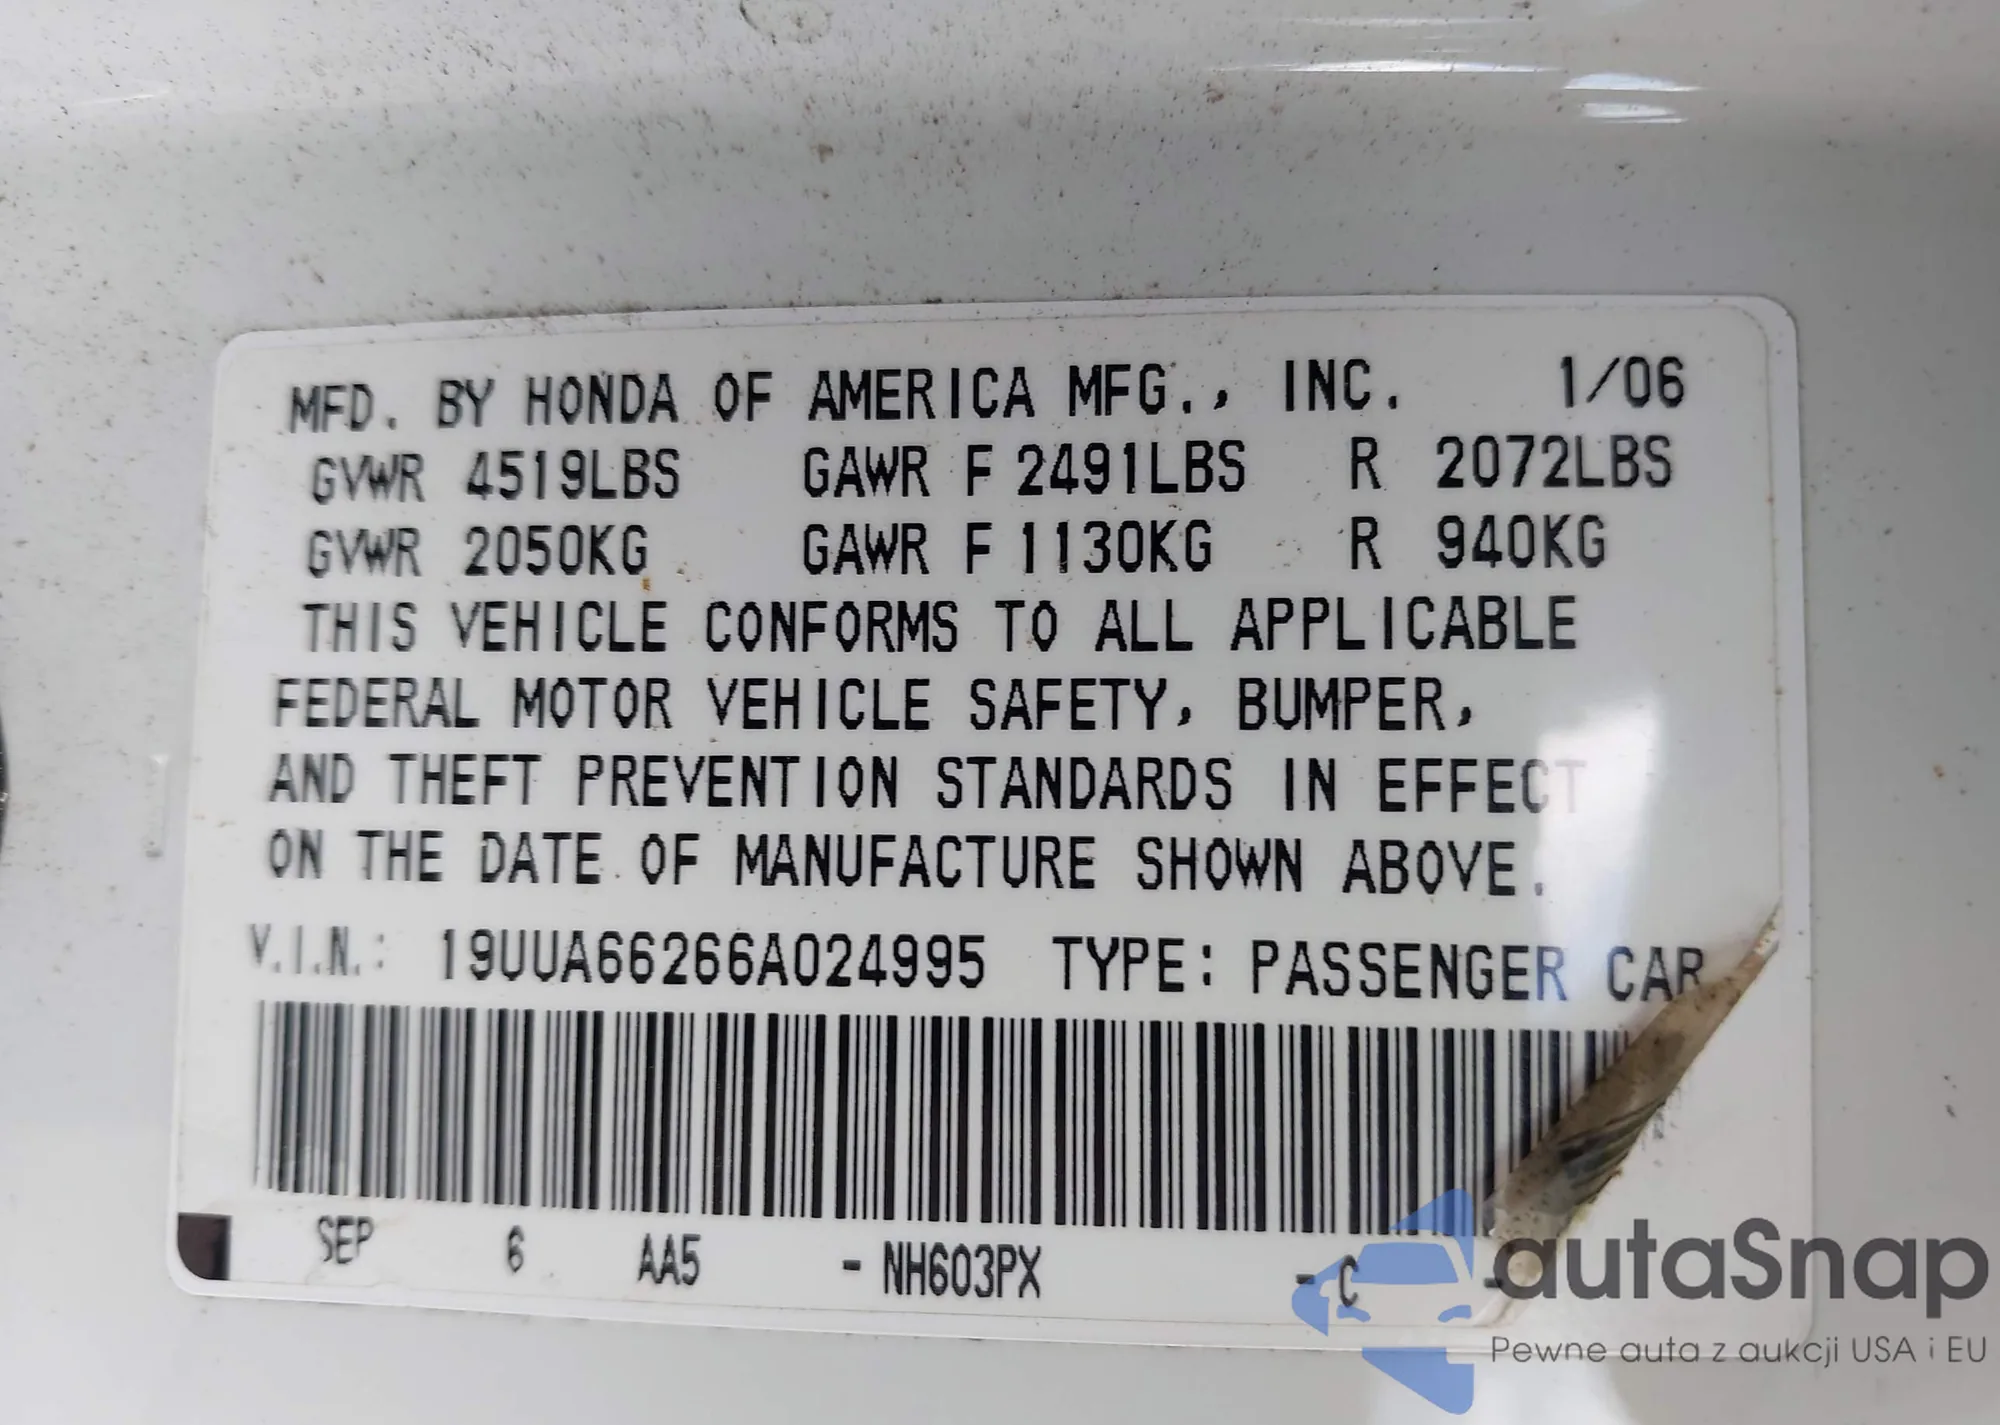 MFD. BY HONDA OF AMERICA MFG., INC. 1/06
GVWR 4519LBS GAWR F 2491LBS R 2072LBS
GVWR 2050KG GAWR F 1130KG R 940KG
THIS VEHICLE CONFORMS TO ALL APPLICABLE
FEDERAL MOTOR VEHICLE SAFETY, BUMPER,
AND THEFT PREVENTION STANDARDS IN EFFECT
ON THE DATE OF MANUFACTURE SHOWN ABOVE.
V.I.N.: 19UUA66266A024995 TYPE: PASSENGER CAR
SEP 6 AA5 - NH603PX - C -
autaSnap
Pewne auta z aukcji USA i EU